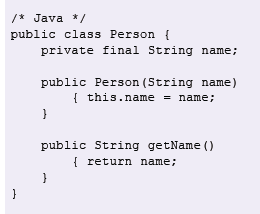 /* Java */
public class Person {
    private final String name;

    public Person(String name)
        { this.name = name;
    }

    public String getName()
        { return name;
    }
}